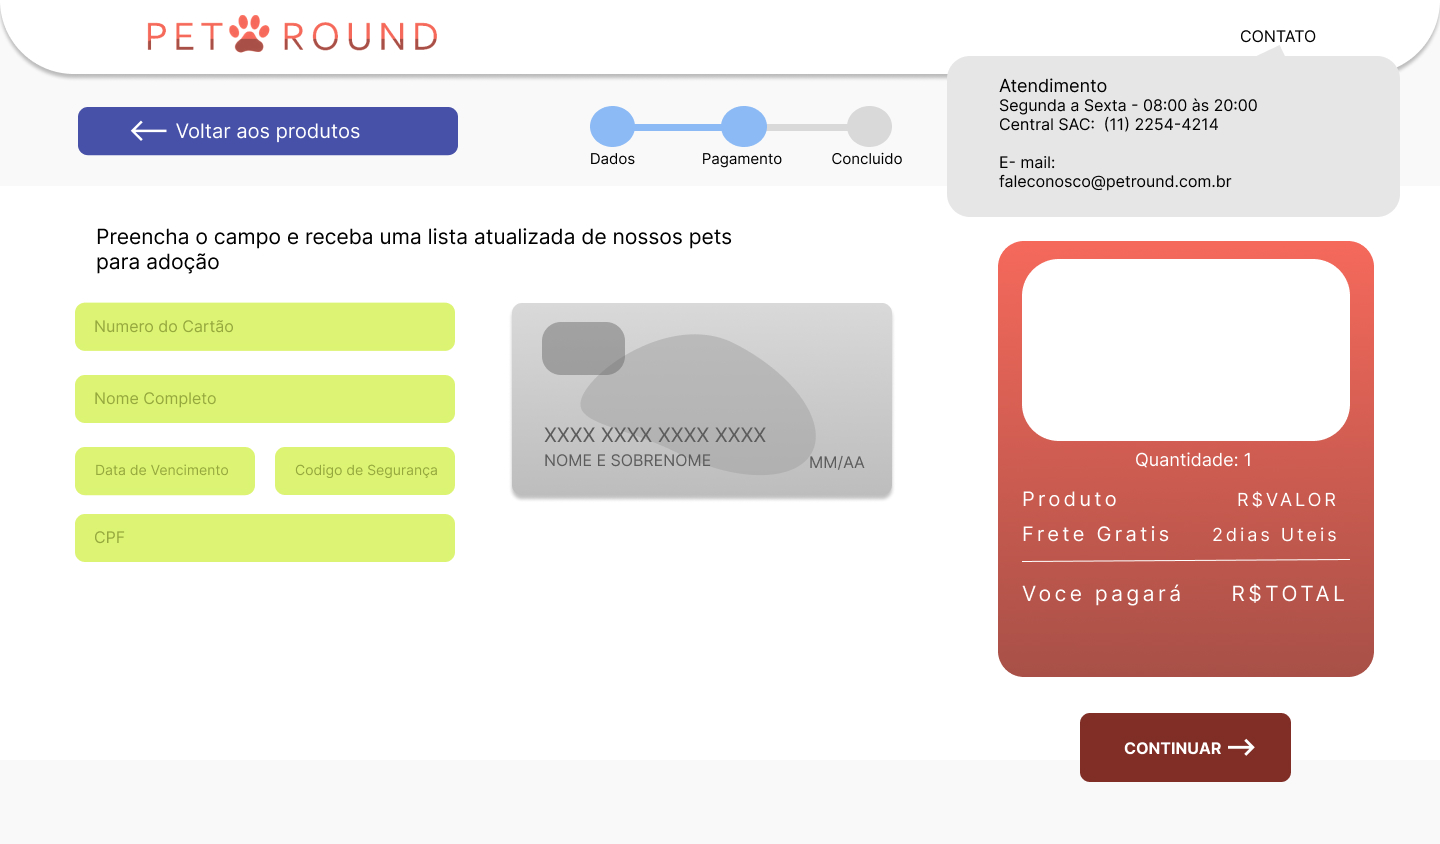 PET ROUND
CONTATO
Atendimento
Segunda a Sexta - 08:00 às 20:00
Central SAC: (11) 2254-4214
E- mail:
faleconosco@petround.com.br
Voltar aos produtos
Dados
Pagamento
Concluido
Preencha o campo e receba uma lista atualizada de nossos pets
para adoção
Numero do Cartão
Nome Completo
Data de Vencimento
Codigo de Segurança
CPF
XXXX XXXX XXXX XXXX
NOME E SOBRENOME
MM/AA
Quantidade: 1
Produto R$VALOR
Frete Gratis 2dias Uteis
Voce pagará R$TOTAL
CONTINUAR